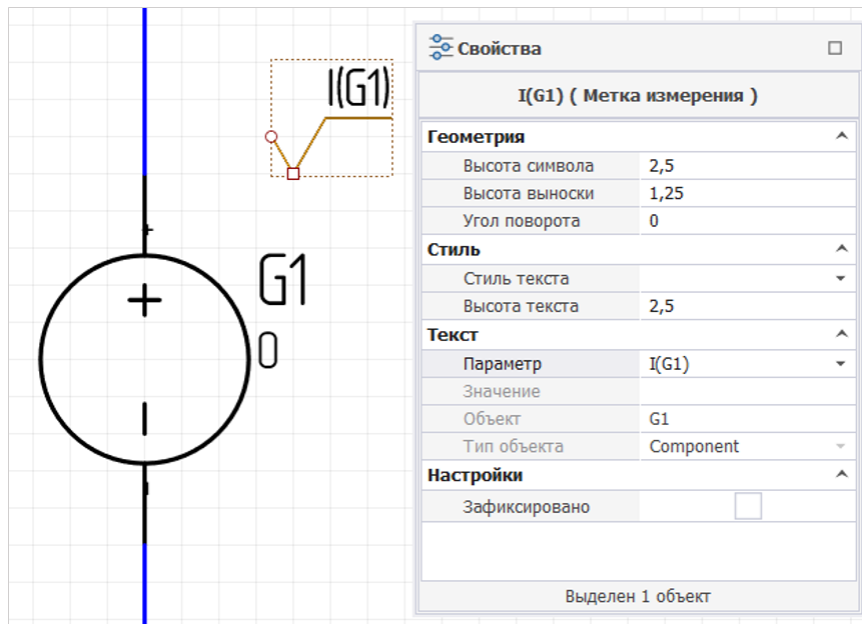 I(G1)
+
G1
+
0
Свойства
I(G1) ( Метка измерения )
Геометрия
Высота символа 2,5
Высота выноски 1,25
Угол поворота 0
Стиль
Стиль текста
Высота текста 2,5
Текст
Параметр I(G1)
Значение
Объект G1
Тип объекта Component
Настройки
Зафиксировано
Выделен 1 объект